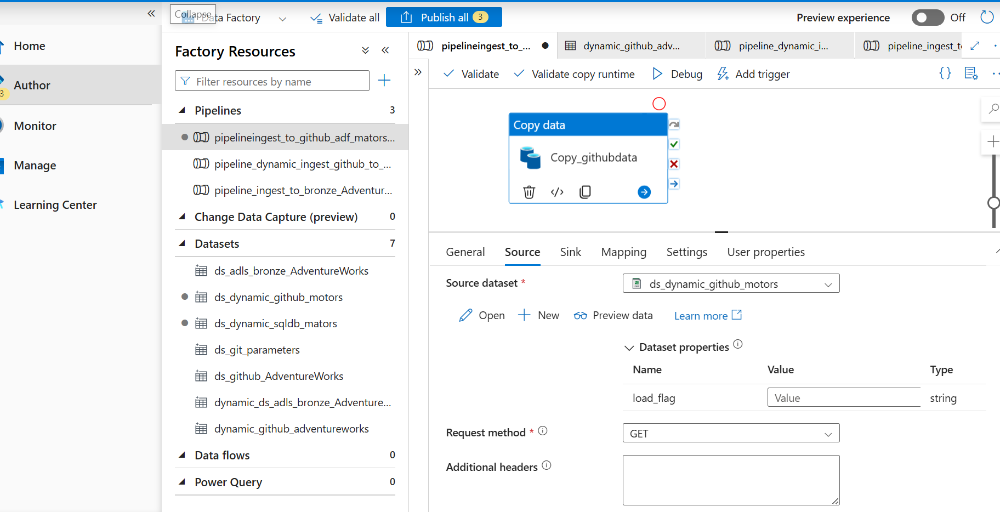 Collapse
ta Factory
Validate all
Publish all 3
Preview experience
Off
Home
Author
3
Monitor
Manage
Learning Center
Factory Resources
Filter resources by name
Pipelines 3
pipelineingest_to_github_adf_mators...
pipeline_dynamic_ingest_github_to_...
pipeline_ingest_to_bronze_Adventur...
Change Data Capture (preview) 0
Datasets 7
ds_adls_bronze_AdventureWorks
ds_dynamic_github_motors
ds_dynamic_sqldb_mators
ds_git_parameters
ds_github_AdventureWorks
dynamic_ds_adls_bronze_Adventure...
dynamic_github_adventureworks
Data flows 0
Power Query 0
pipelineingest_to_...
dynamic_github_adv...
pipeline_dynamic_i...
pipeline_ingest_t
Validate
Validate copy runtime
Debug
Add trigger
Copy data
Copy_githubdata
General
Source
Sink
Mapping
Settings
User properties
Source dataset *
ds_dynamic_github_motors
Open
New
Preview data
Learn more
Dataset properties
Name Value Type
load_flag Value string
Request method *
GET
Additional headers